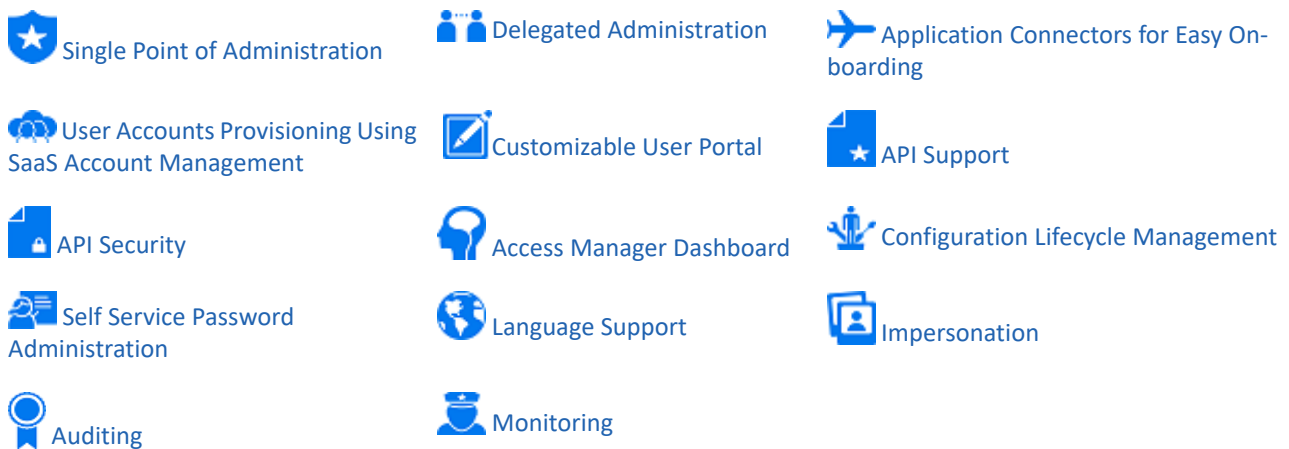 Single Point of Administration
Delegated Administration
Application Connectors for Easy On-
boarding
User Accounts Provisioning Using
SaaS Account Management
Customizable User Portal
API Support
API Security
Access Manager Dashboard
Configuration Lifecycle Management
Self Service Password
Administration
Language Support
Impersonation
Auditing
Monitoring